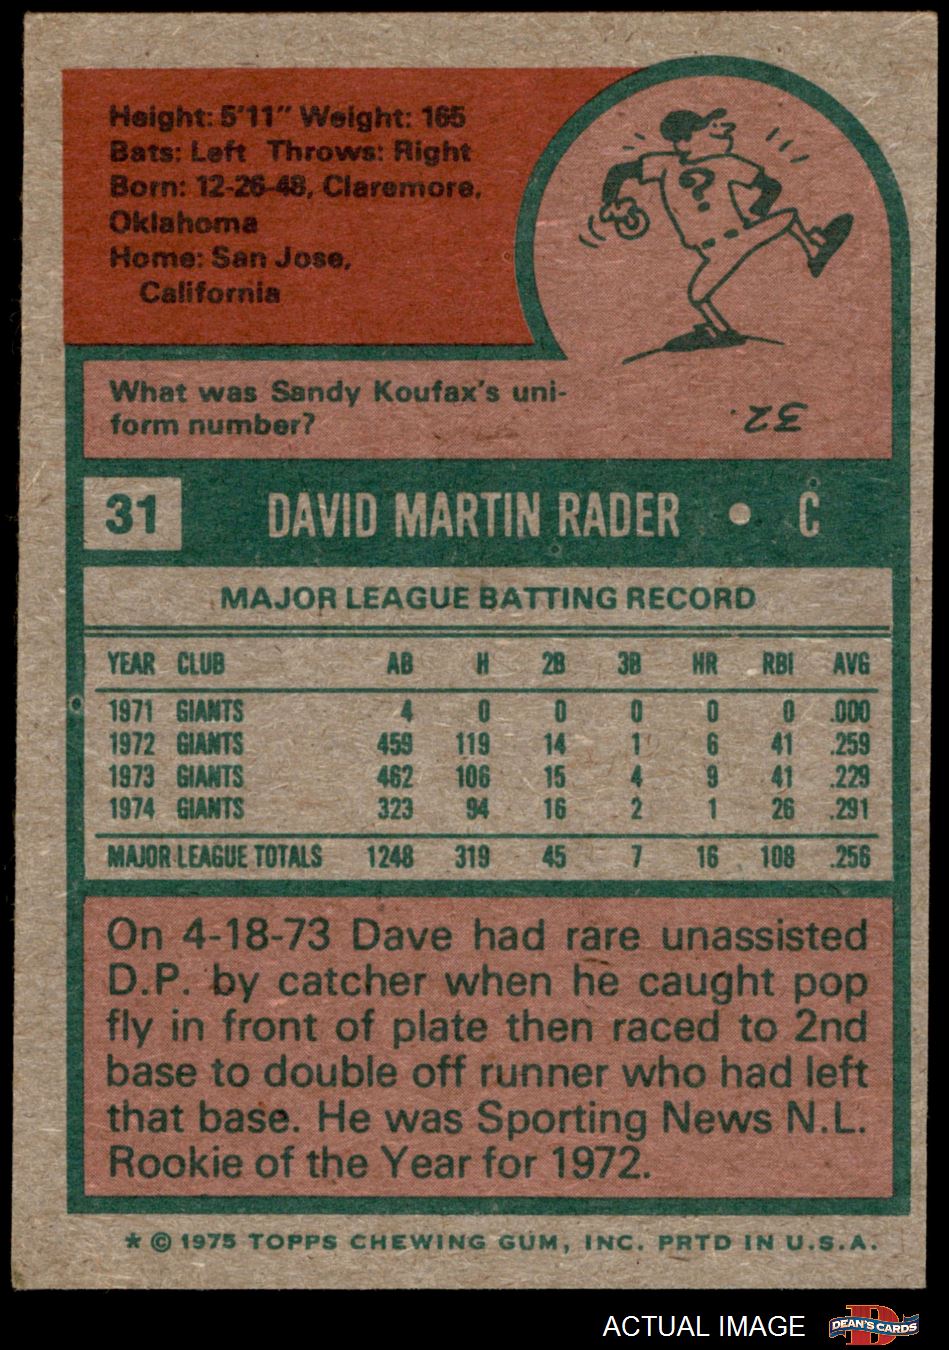 Height: 5'11" Weight: 165
Bats: Left Throws: Right
Born: 12-26-48, Claremore,
Oklahoma
Home: San Jose,
California
?
What was Sandy Koufax's uni-
form number?
32.
31 DAVID MARTIN RADER • C
MAJOR LEAGUE BATTING RECORD
YEAR CLUB AB H 2B 3B HR RBI AVG
1971 GIANTS 4 0 0 0 0 0 .000
1972 GIANTS 459 119 14 1 6 41 .259
1973 GIANTS 462 106 15 4 9 41 .229
1974 GIANTS 323 94 16 2 1 26 .291
MAJOR LEAGUE TOTALS 1248 319 45 7 16 108 .256
On 4-18-73 Dave had rare unassisted
D.P. by catcher when he caught pop
fly in front of plate then raced to 2nd
base to double off runner who had left
that base. He was Sporting News N.L.
Rookie of the Year for 1972.
* © 1975 TOPPS CHEWING GUM, INC. PRTD IN U.S.A.
ACTUAL IMAGE
D
DEAN'S CARDS